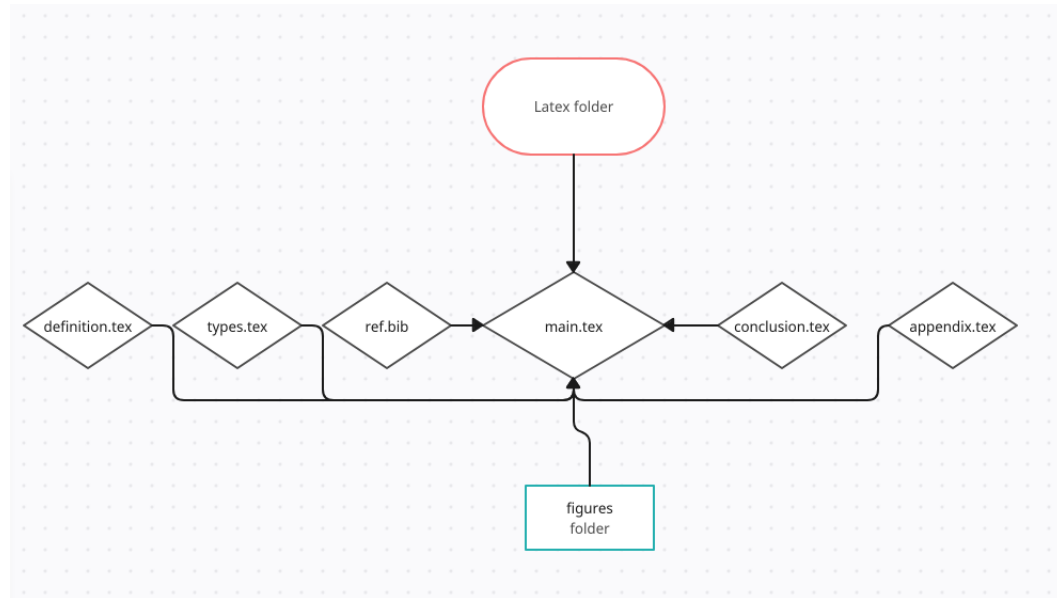 Latex folder
definition.tex
types.tex
ref.bib
main.tex
conclusion.tex
appendix.tex
figures
folder